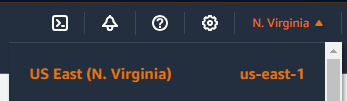 N. Virginia ▲
US East (N. Virginia) us-east-1